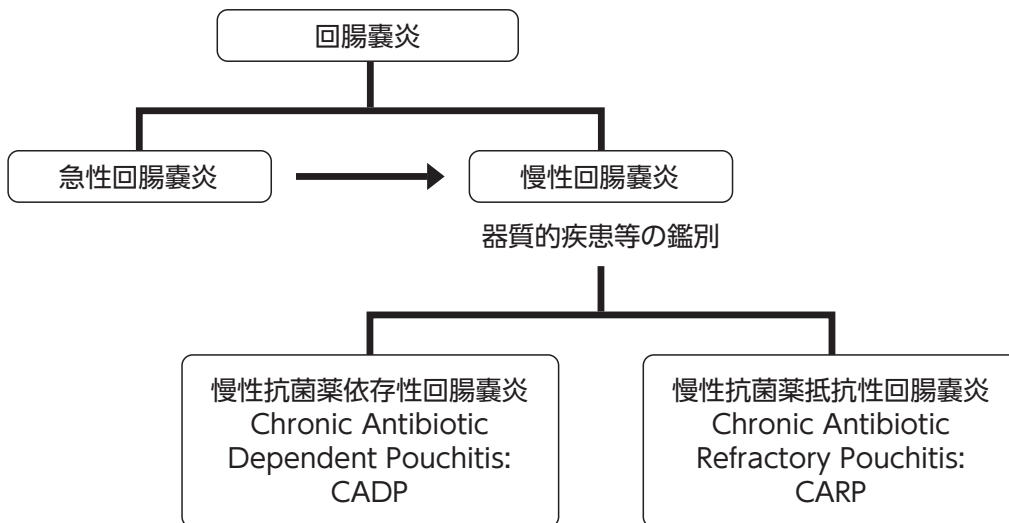 回腸嚢炎
急性回腸嚢炎
慢性回腸嚢炎
器質的疾患等の鑑別
慢性抗菌薬依存性回腸嚢炎
Chronic Antibiotic
Dependent Pouchitis:
CADP
慢性抗菌薬抵抗性回腸嚢炎
Chronic Antibiotic
Refractory Pouchitis:
CARP